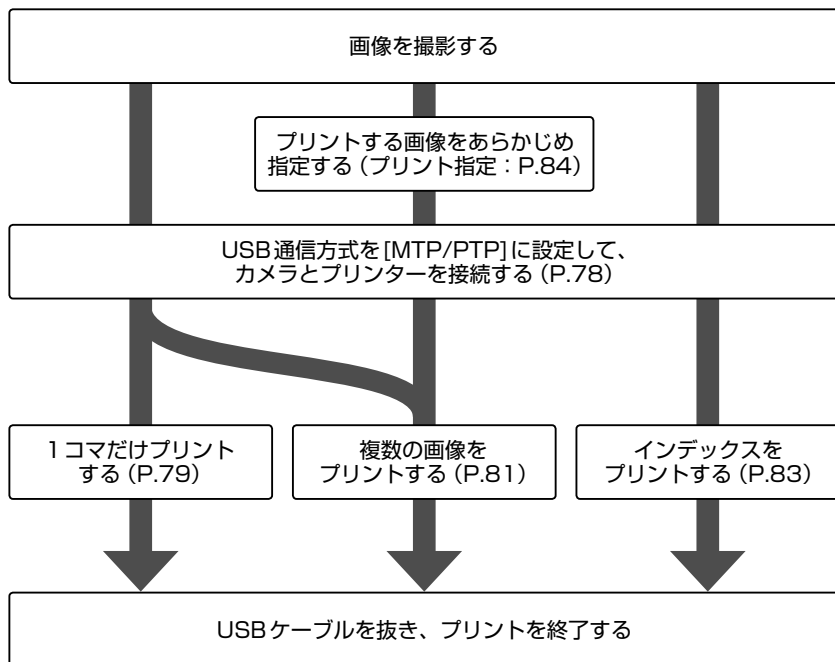 画像を撮影する
プリントする画像をあらかじめ
指定する(プリント指定:P.84)
USB通信方式を[MTP/PTP]に設定して、
カメラとプリンターを接続する(P.78)
1コマだけプリント
する(P.79)
複数の画像を
プリントする(P.81)
インデックスを
プリントする(P.83)
USBケーブルを抜き、プリントを終了する